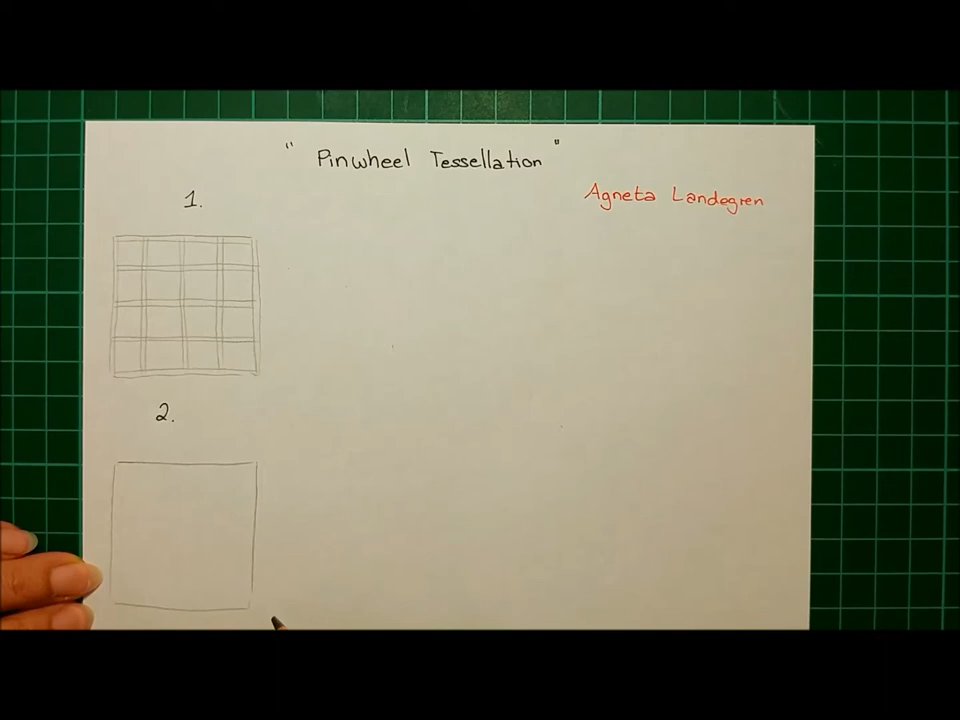 " Pinwheel Tessellation "
Agneta Landegren
1.
2.